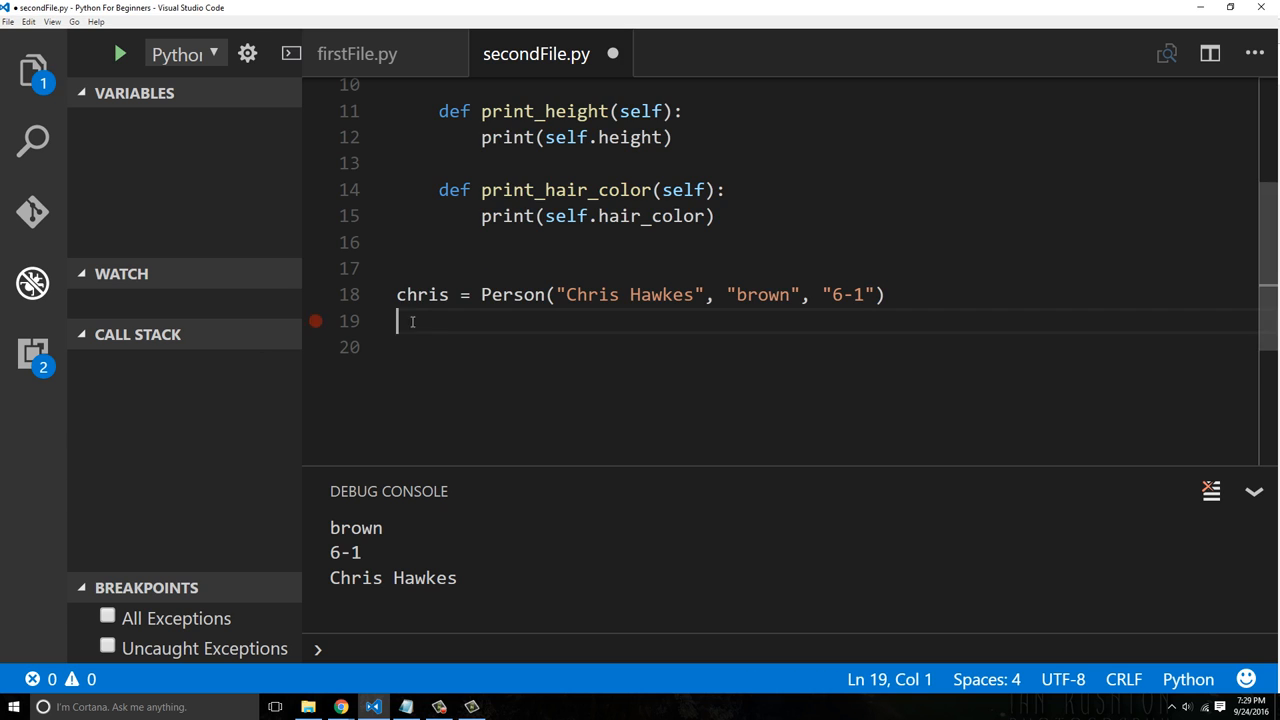 ● secondFile.py - Python For Beginners - Visual Studio Code
File Edit View Go Help
Pythor
firstFile.py
secondFile.py
1
2
VARIABLES
WATCH
CALL STACK
BREAKPOINTS
All Exceptions
Uncaught Exceptions
10
11 def print_height(self):
12 print(self.height)
13
14 def print_hair_color(self):
15 print(self.hair_color)
16
17
18 chris = Person("Chris Hawkes", "brown", "6-1")
19
20
DEBUG CONSOLE
brown
6-1
Chris Hawkes
0 0
Ln 19, Col 1 Spaces: 4 UTF-8 CRLF Python
I'm Cortana. Ask me anything.
7:29 PM
9/24/2016